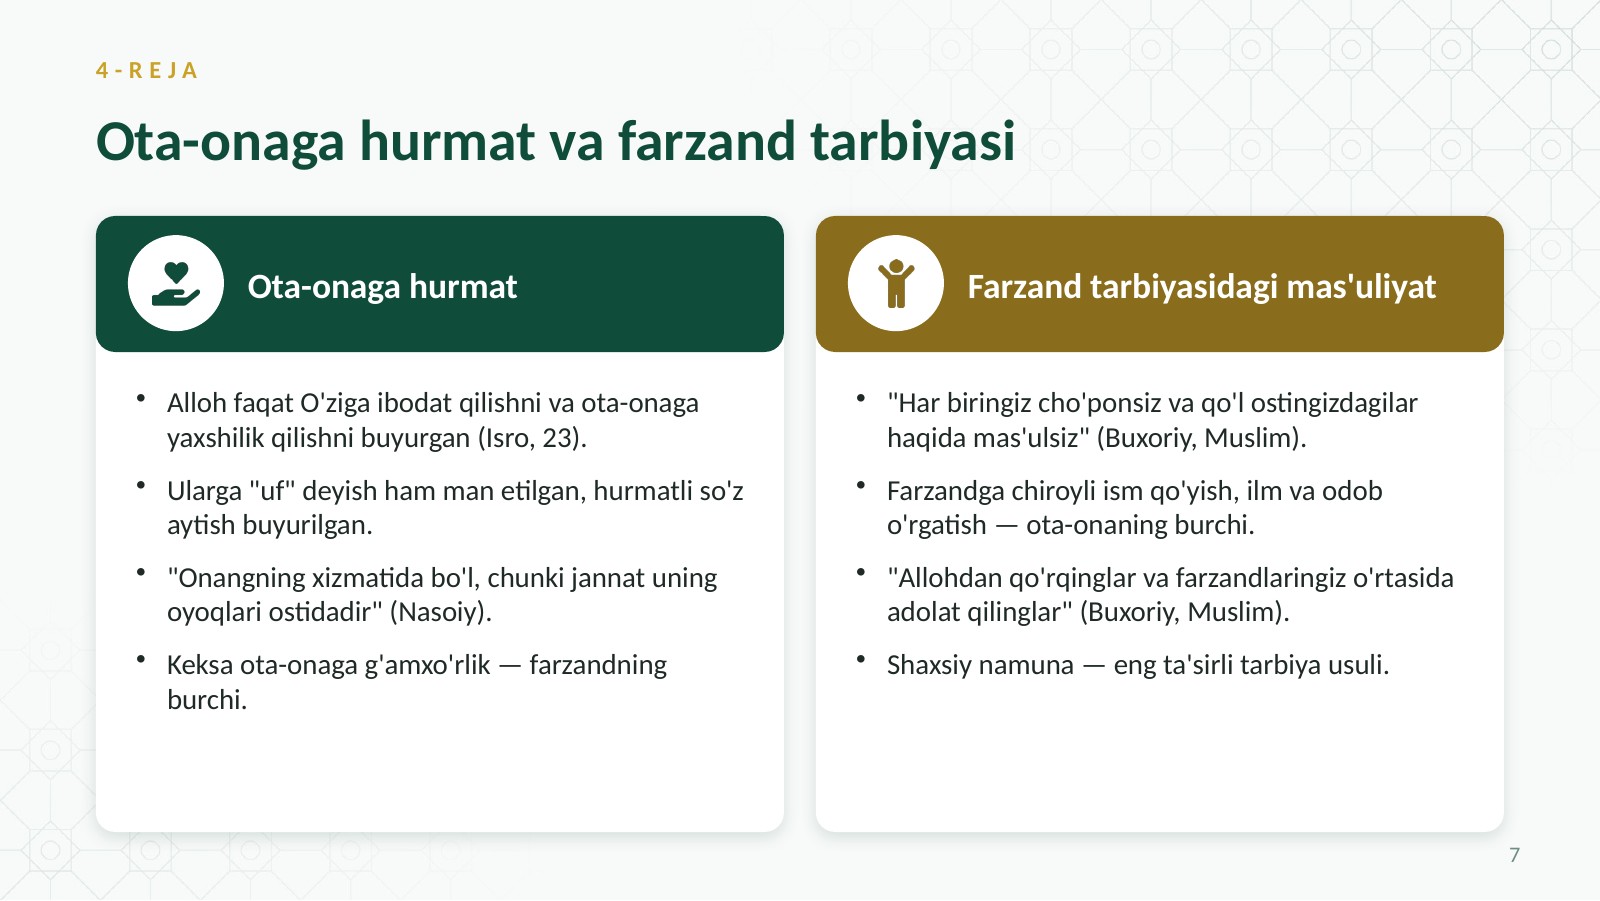 4-REJA
Ota-onaga hurmat va farzand tarbiyasi
Ota-onaga hurmat
• Alloh faqat O'ziga ibodat qilishni va ota-onaga
yaxshilik qilishni buyurgan (Isro, 23).
• Ularga "uf" deyish ham man etilgan, hurmatli so'z
aytish buyurilgan.
• "Onangning xizmatida bo'l, chunki jannat uning
oyoqlari ostidadir" (Nasoiy).
• Keksa ota-onaga g'amxo'rlik — farzandning
burchi.
Farzand tarbiyasidagi mas'uliyat
• "Har biringiz cho'ponsiz va qo'l ostingizdagilar
haqida mas'ulsiz" (Buxoriy, Muslim).
• Farzandga chiroyli ism qo'yish, ilm va odob
o'rgatish — ota-onaning burchi.
• "Allohdan qo'rqinglar va farzandlaringiz o'rtasida
adolat qilinglar" (Buxoriy, Muslim).
• Shaxsiy namuna — eng ta'sirli tarbiya usuli.
7